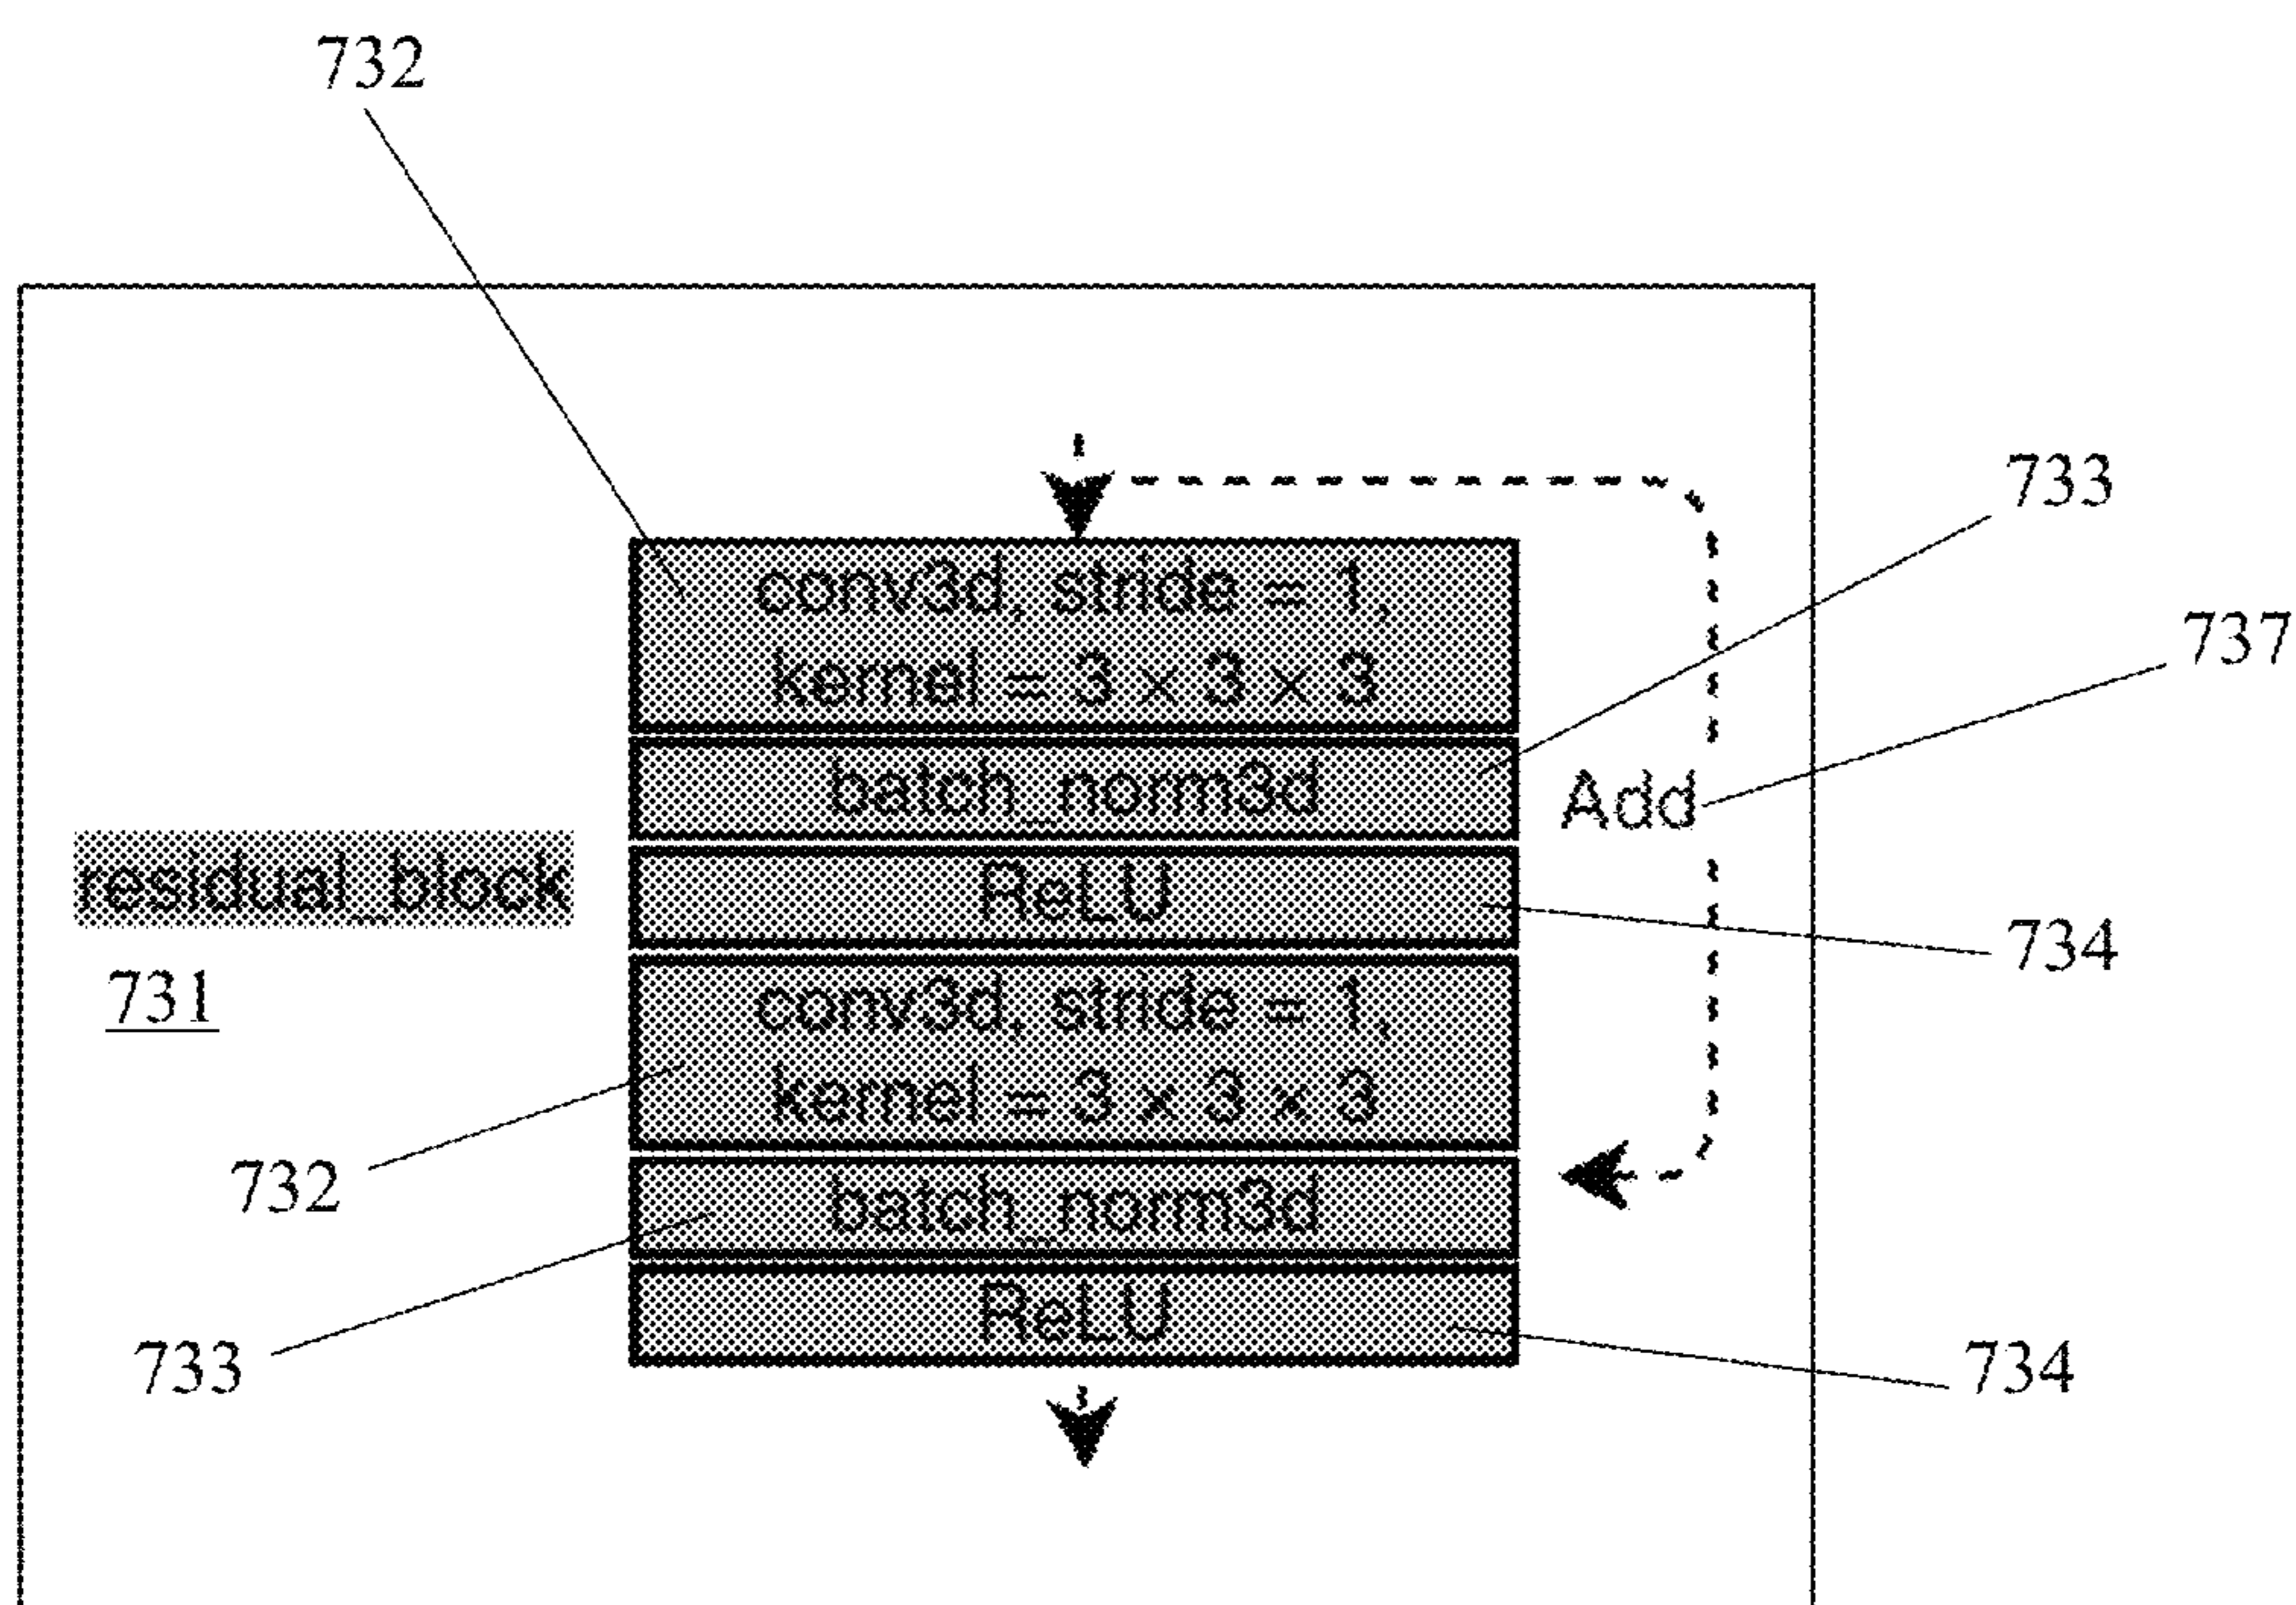 732
733
737
conv3d, stride = 1,
kernel = 3 × 3 × 3
batch_norm3d
Add
ReLU
residual_block
731
734
conv3d, stride = 1,
kernel = 3 × 3 × 3
732
batch_norm3d
733
ReLU
734